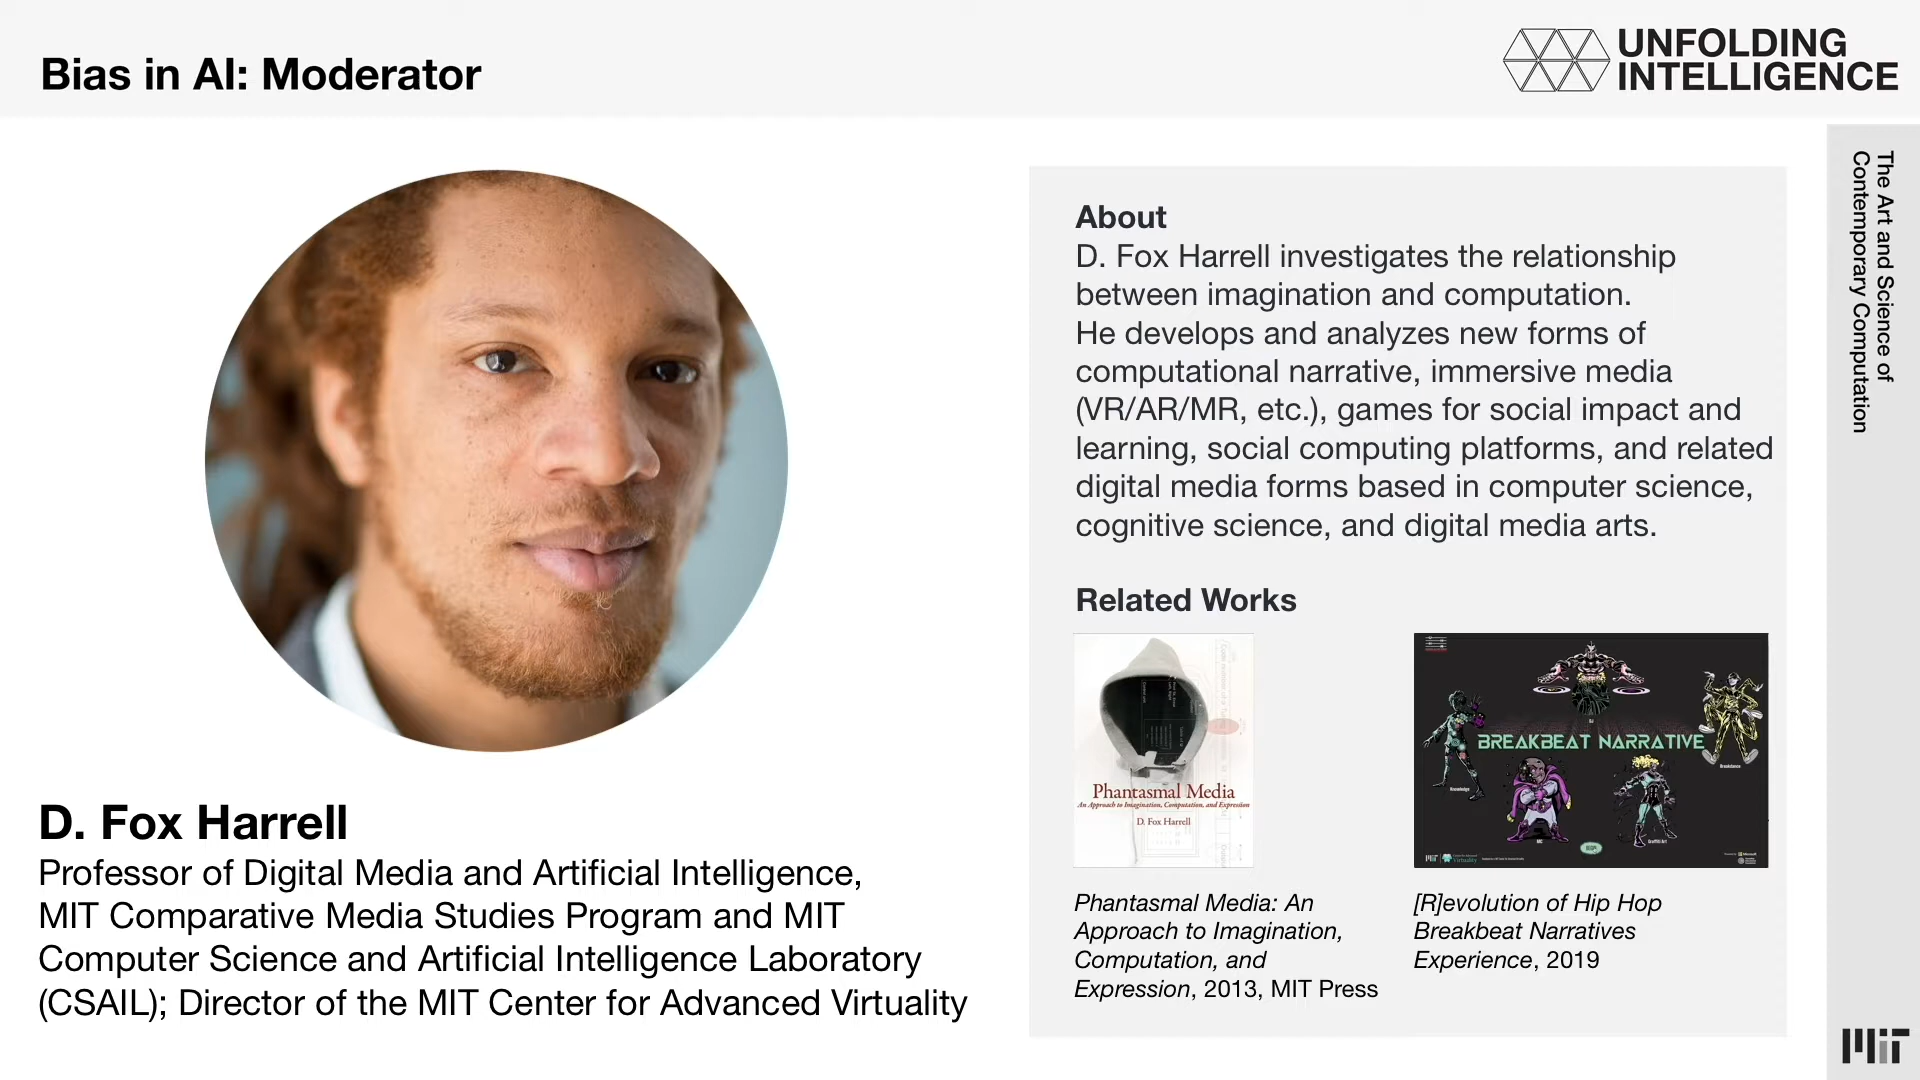 Bias in AI: Moderator
UNFOLDING
INTELLIGENCE
The Art and Science of
Contemporary Computation
D. Fox Harrell
Professor of Digital Media and Artificial Intelligence,
MIT Comparative Media Studies Program and MIT
Computer Science and Artificial Intelligence Laboratory
(CSAIL); Director of the MIT Center for Advanced Virtuality
About
D. Fox Harrell investigates the relationship
between imagination and computation.
He develops and analyzes new forms of
computational narrative, immersive media
(VR/AR/MR, etc.), games for social impact and
learning, social computing platforms, and related
digital media forms based in computer science,
cognitive science, and digital media arts.
Related Works
Phantasmal Media
An Approach to Imagination, Computation, and Expression
D. Fox Harrell
BREAKBEAT NARRATIVE
DJ
Knowledge
Breakdance
MC
Graffiti Art
Phantasmal Media: An
Approach to Imagination,
Computation, and
Expression, 2013, MIT Press
[R]evolution of Hip Hop
Breakbeat Narratives
Experience, 2019
MIT